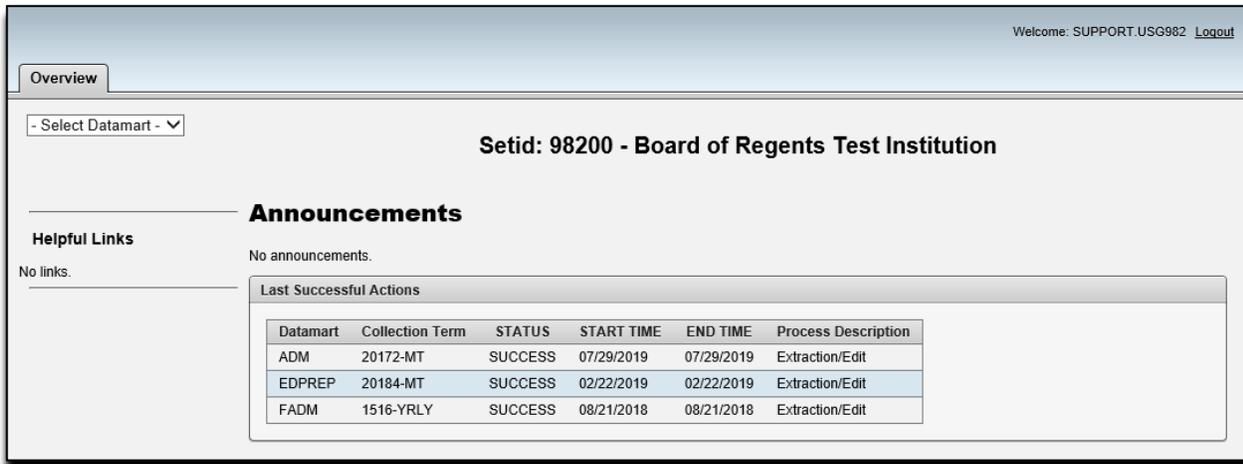 Welcome: SUPPORT.USG982 Logout
Overview
- Select Datamart -
Setid: 98200 - Board of Regents Test Institution
Helpful Links
No links.
Announcements
No announcements.
Last Successful Actions
Datamart Collection Term STATUS START TIME END TIME Process Description
ADM 20172-MT SUCCESS 07/29/2019 07/29/2019 Extraction/Edit
EDPREP 20184-MT SUCCESS 02/22/2019 02/22/2019 Extraction/Edit
FADM 1516-YRLY SUCCESS 08/21/2018 08/21/2018 Extraction/Edit